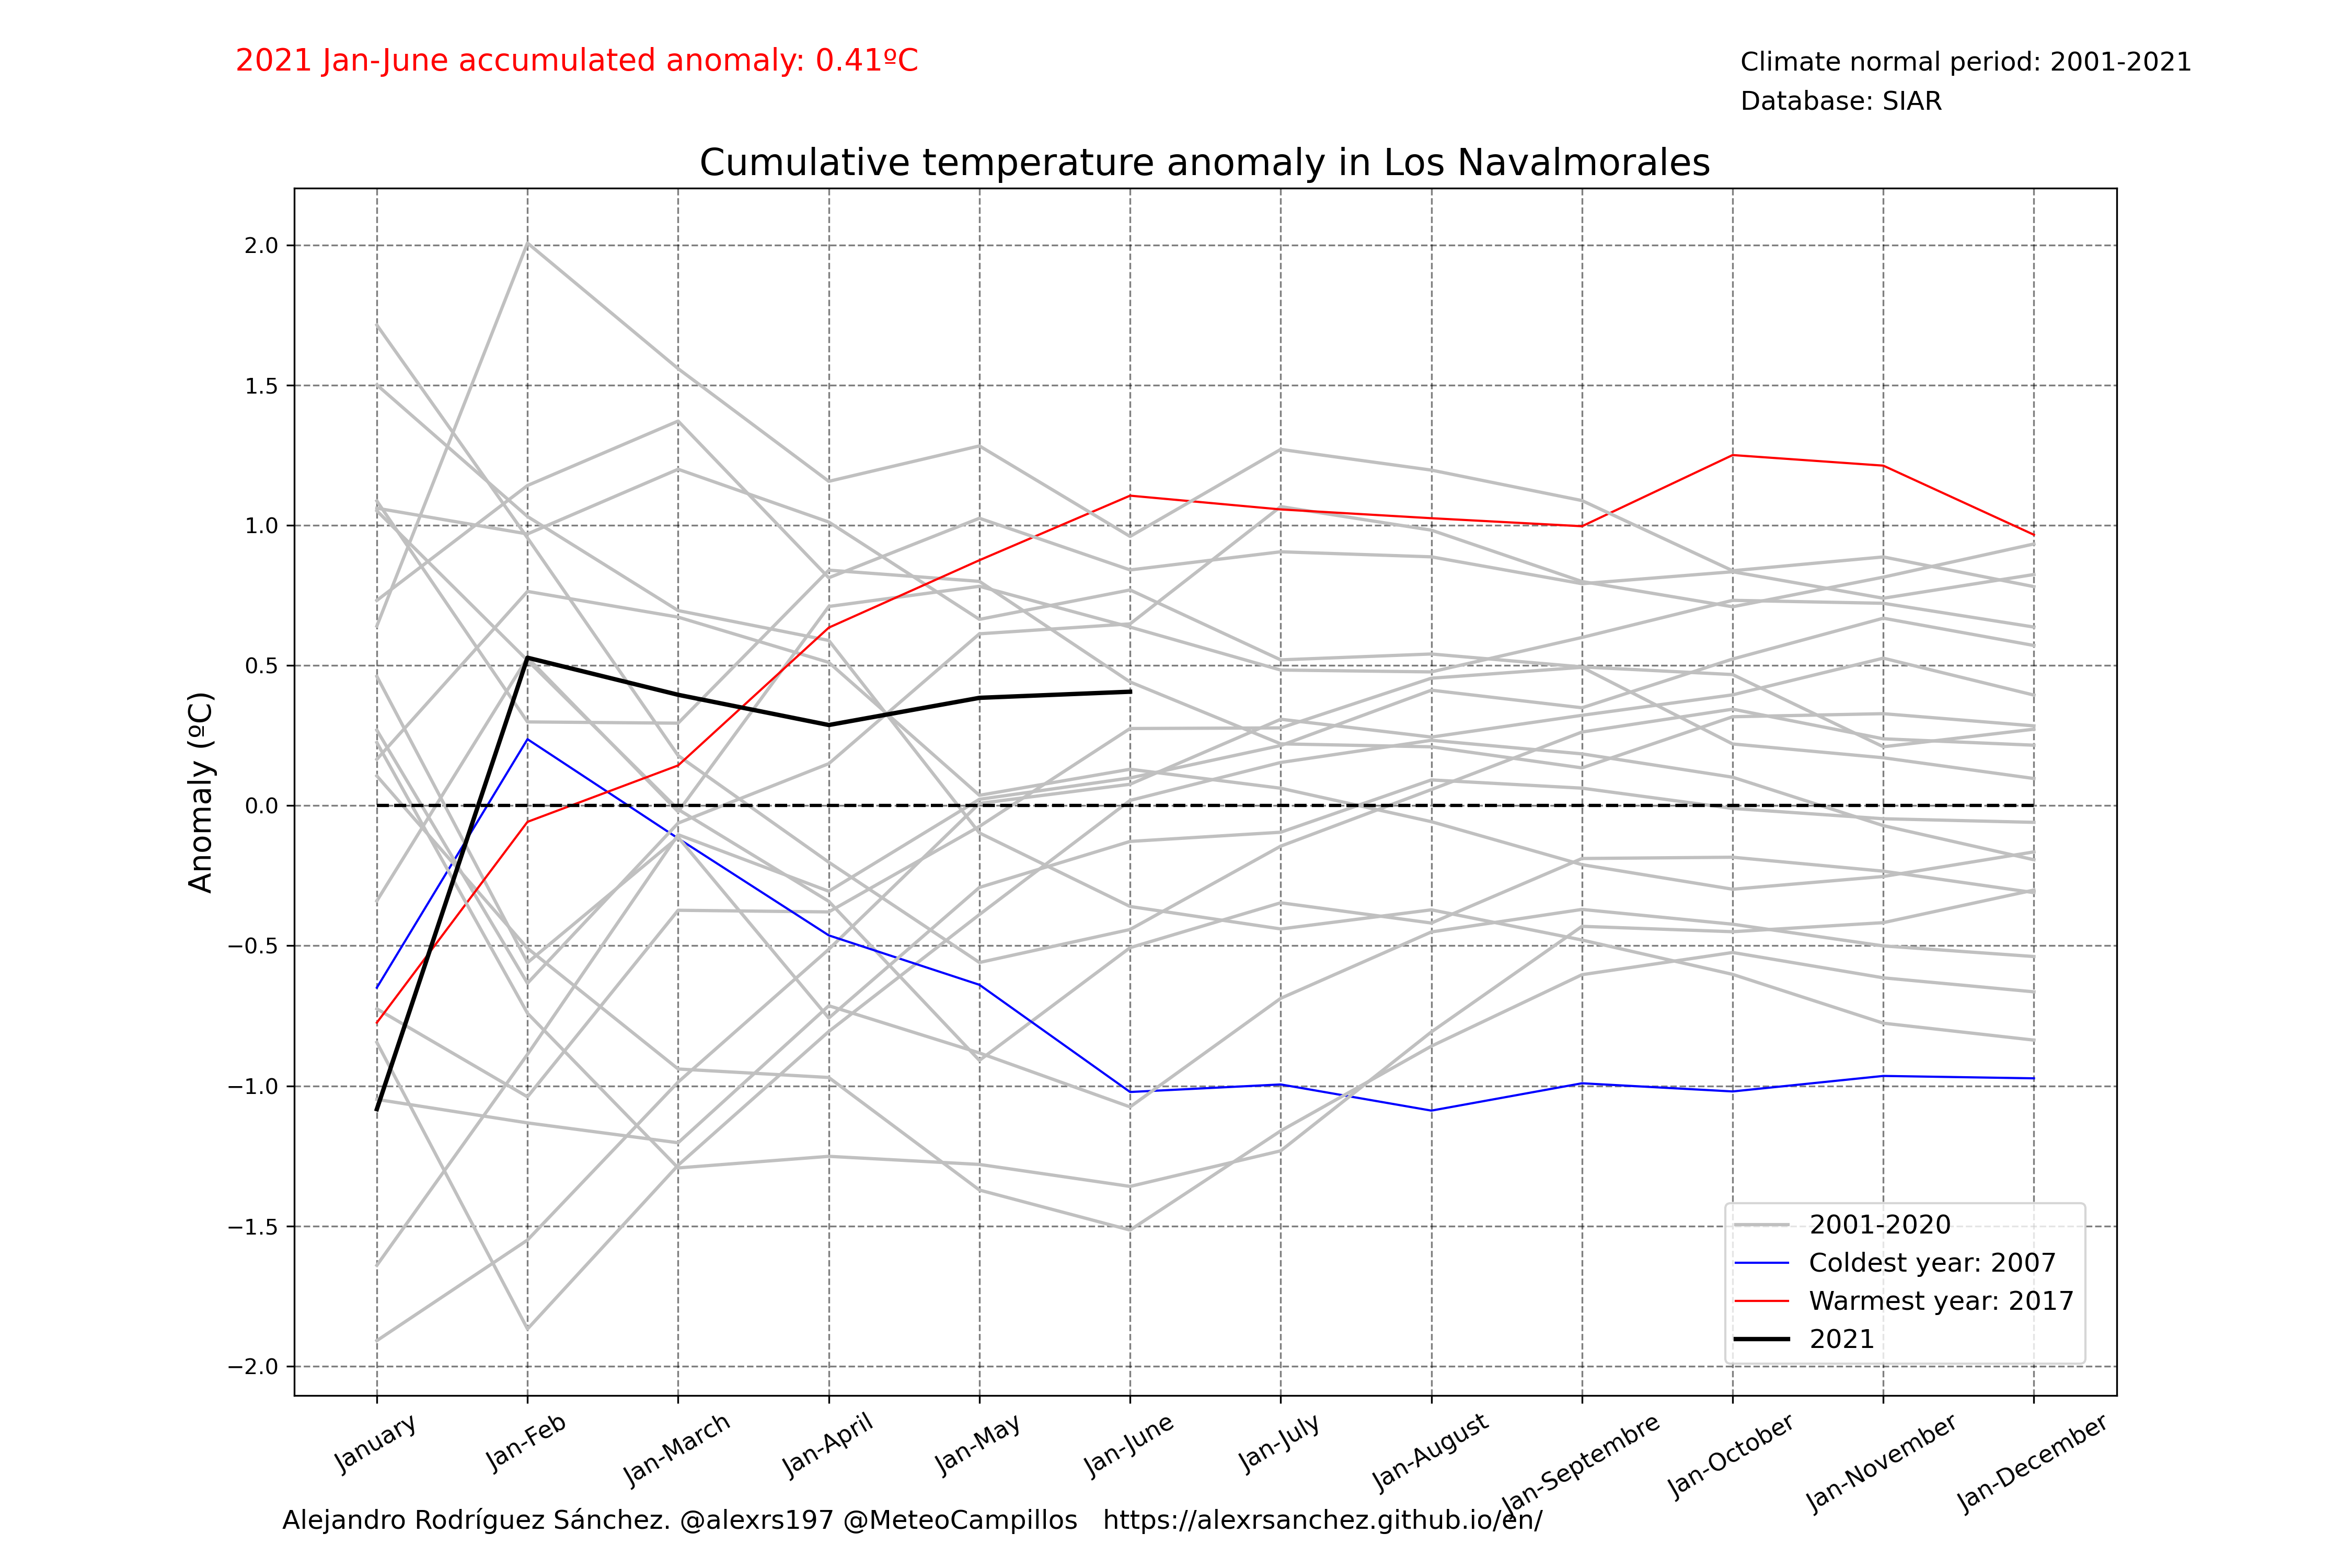 2021 Jan-June accumulated anomaly: 0.41ºC
Climate normal period: 2001-2021
Database: SIAR
Cumulative temperature anomaly in Los Navalmorales
Anomaly (ºC)
2.0
1.5
1.0
0.5
0.0
−0.5
−1.0
−1.5
−2.0
2001-2020
Coldest year: 2007
Warmest year: 2017
2021
January
Jan-Feb
Jan-March
Jan-April
Jan-May
Jan-June
Jan-July
Jan-August
Jan-Septembre
Jan-October
Jan-November
Jan-December
Alejandro Rodríguez Sánchez. @alexrs197 @MeteoCampillos   https://alexrsanchez.github.io/en/